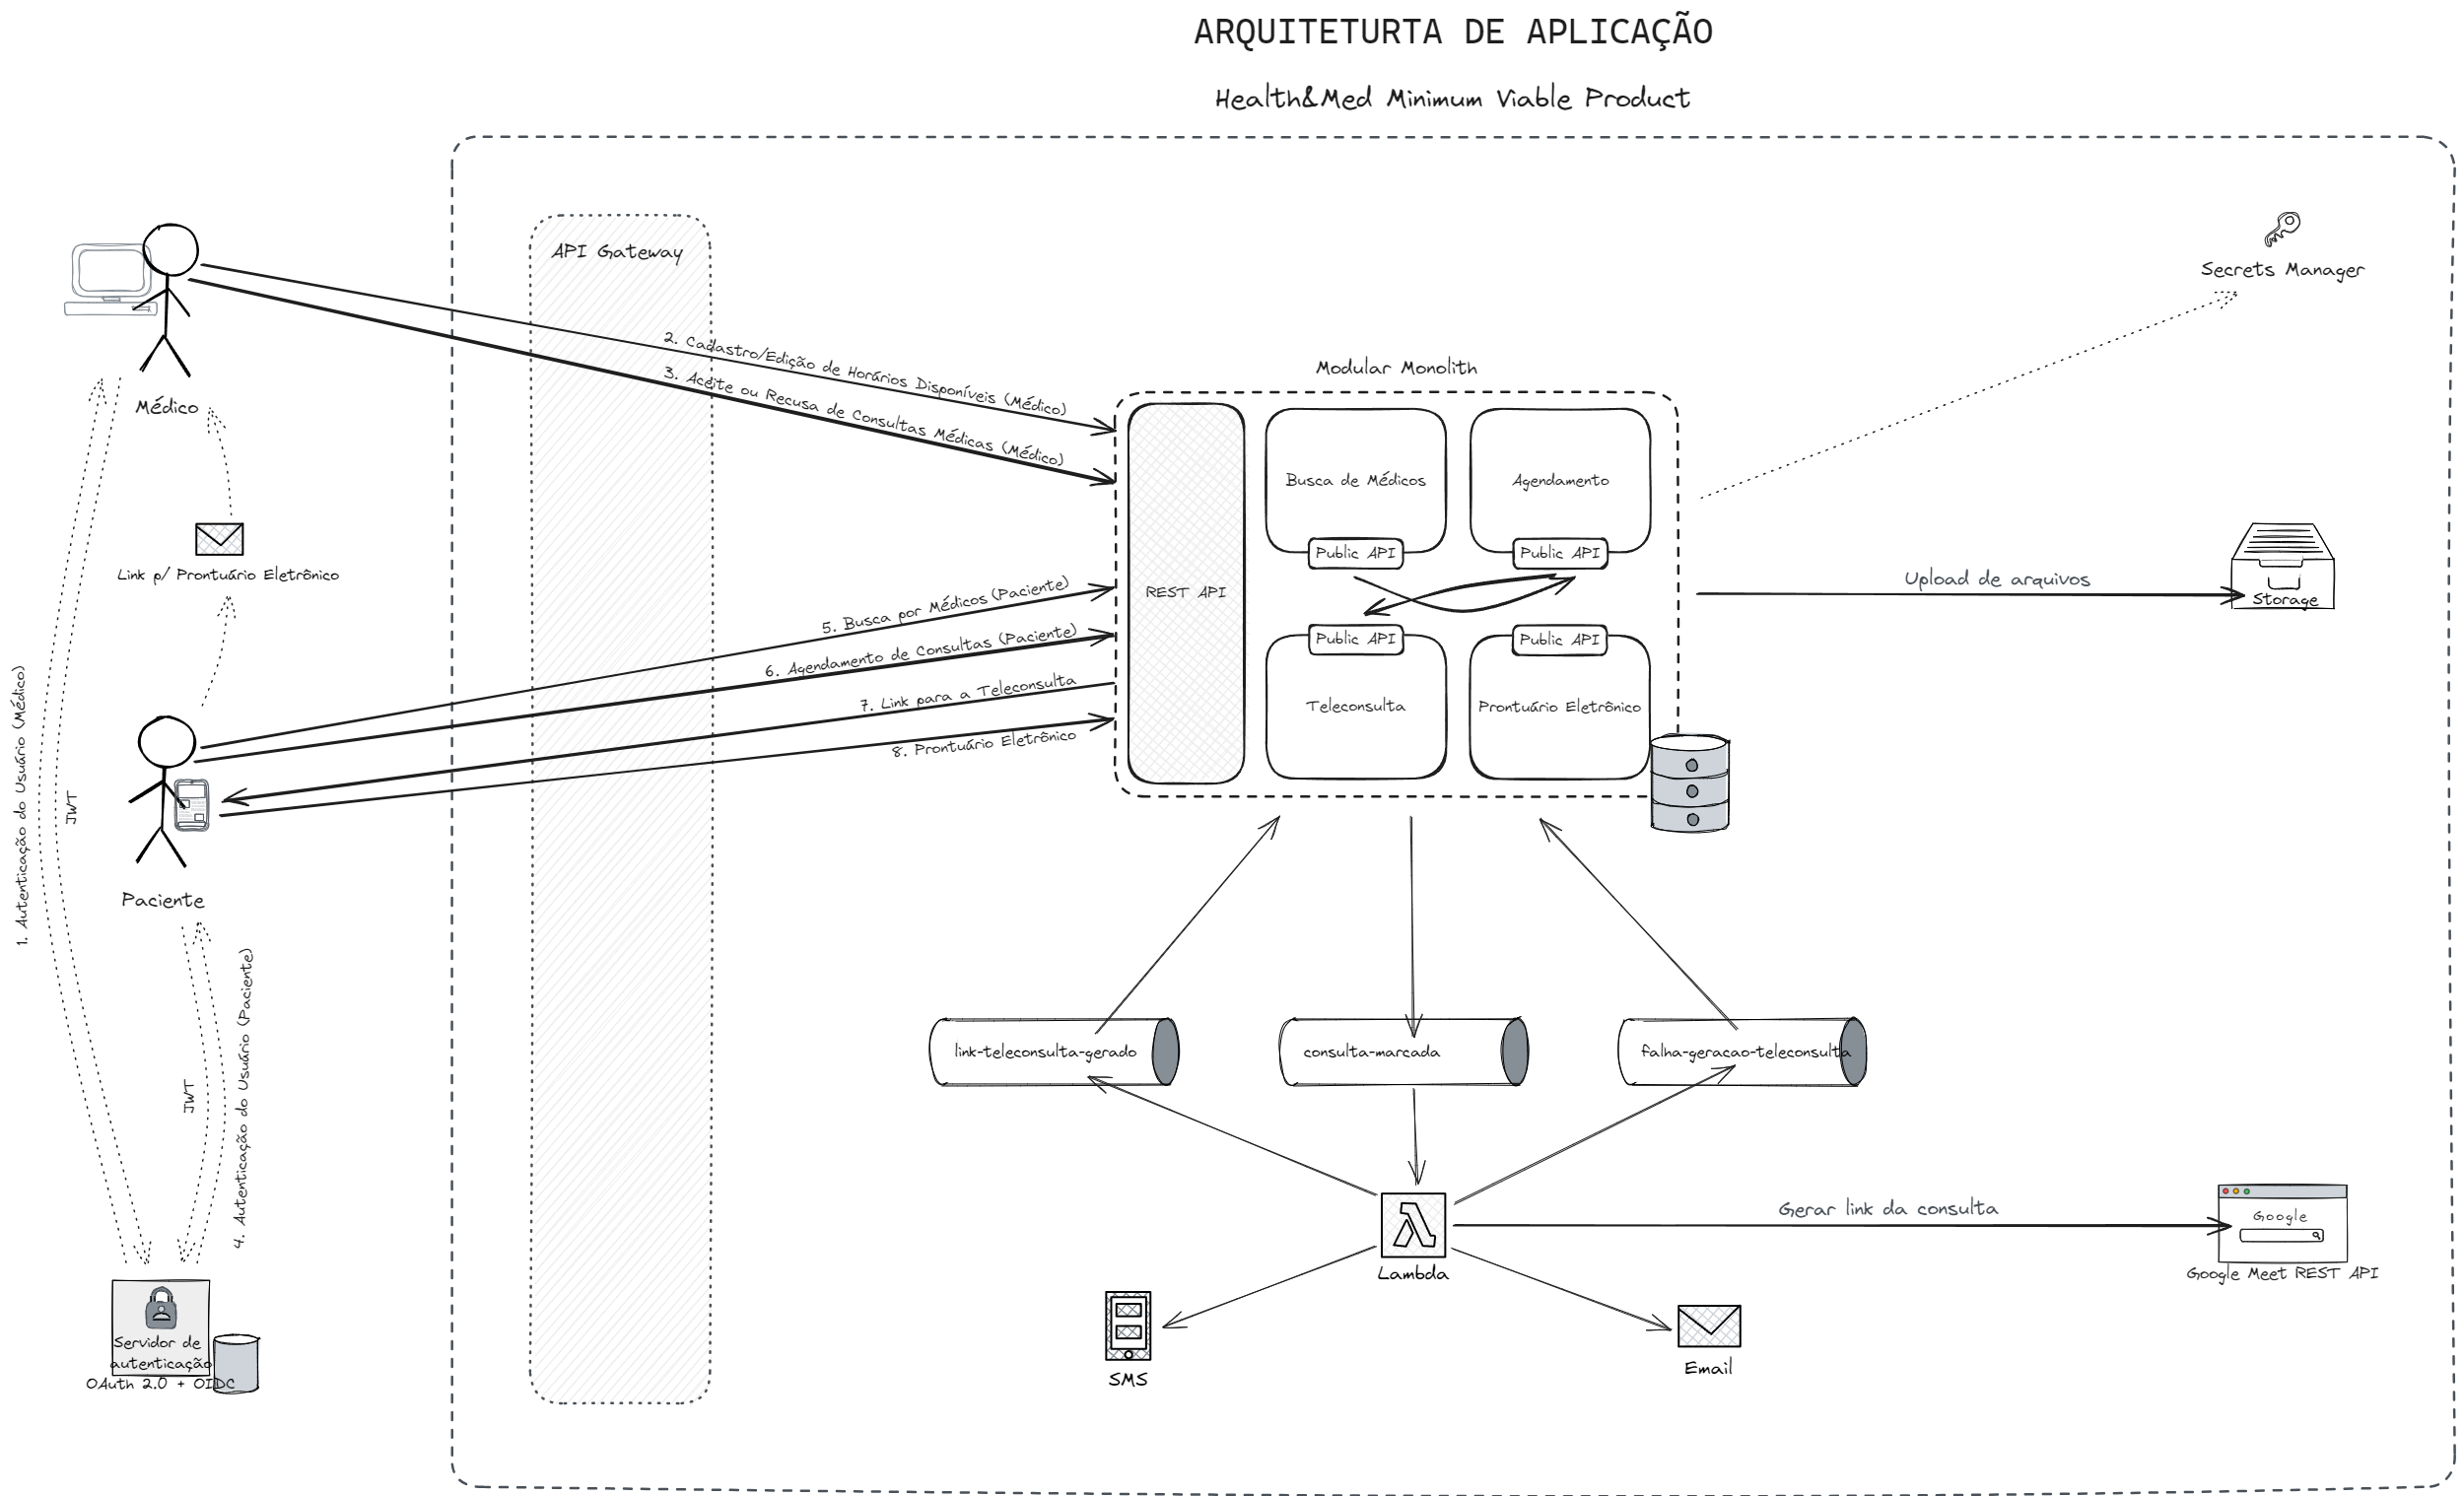 ARQUITETURTA DE APLICAÇÃO
Health&Med Minimum Viable Product
API Gateway
Secrets Manager
Médico
2. Cadastro/Edição de Horários Disponíveis (Médico)
3. Aceite ou Recusa de Consultas Médicas (Médico)
Modular Monolith
Busca de Médicos
Agendamento
Public API
Public API
REST API
Public API
Public API
Teleconsulta
Prontuário Eletrônico
Link p/ Prontuário Eletrônico
Upload de arquivos
Storage
5. Busca por Médicos (Paciente)
6. Agendamento de Consultas (Paciente)
7. Link para a Teleconsulta
8. Prontuário Eletrônico
1. Autenticação do Usuário (Médico)
JWT
Paciente
JWT
4. Autenticação do Usuário (Paciente)
link-teleconsulta-gerado
consulta-marcada
falha-geracao-teleconsulta
Gerar link da consulta
Google
Google Meet REST API
Lambda
SMS
Email
Servidor de
autenticação
OAuth 2.0 + OIDC